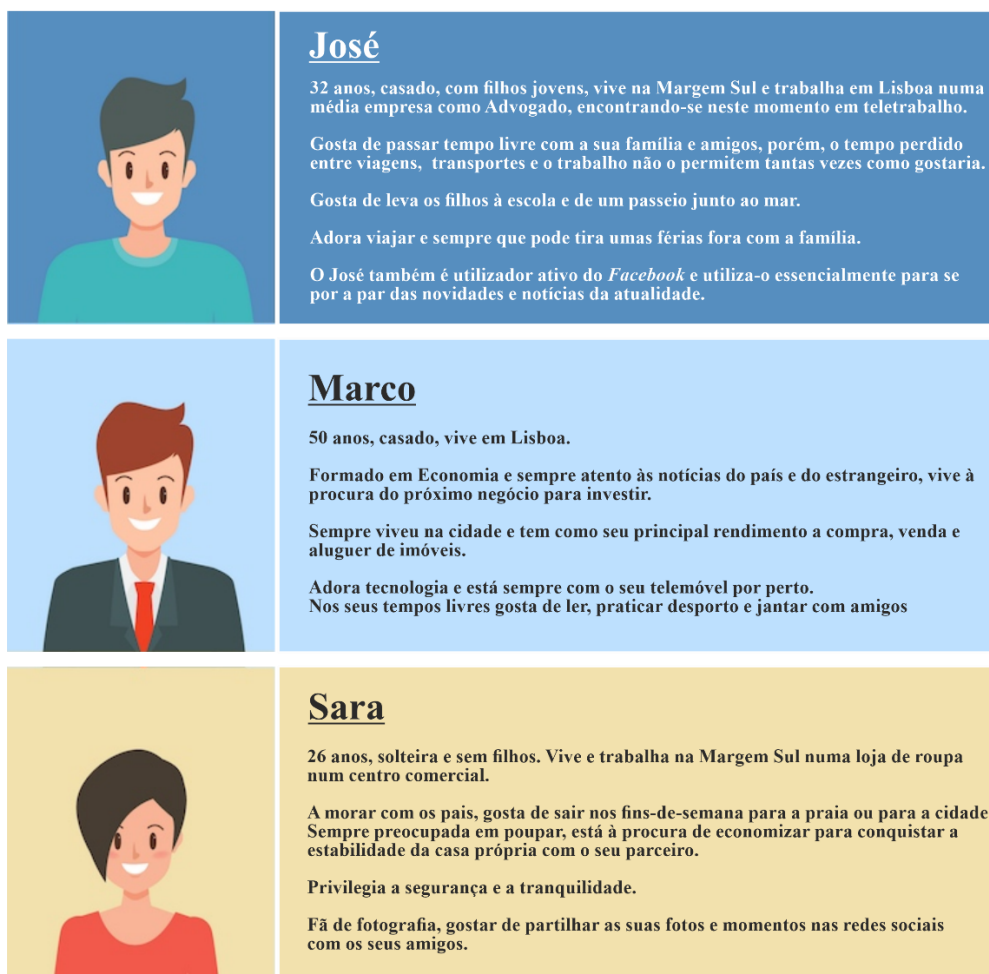 José
32 anos, casado, com filhos jovens, vive na Margem Sul e trabalha em Lisboa numa
média empresa como Advogado, encontrando-se neste momento em teletrabalho.
Gosta de passar tempo livre com a sua família e amigos, porém, o tempo perdido
entre viagens, transportes e o trabalho não o permitem tantas vezes como gostaria.
Gosta de leva os filhos à escola e de um passeio junto ao mar.
Adora viajar e sempre que pode tira umas férias fora com a família.
O José também é utilizador ativo do Facebook e utiliza-o essencialmente para se
por a par das novidades e notícias da atualidade.
Marco
50 anos, casado, vive em Lisboa.
Formado em Economia e sempre atento às notícias do país e do estrangeiro, vive à
procura do próximo negócio para investir.
Sempre viveu na cidade e tem como seu principal rendimento a compra, venda e
aluguer de imóveis.
Adora tecnologia e está sempre com o seu telemóvel por perto.
Nos seus tempos livres gosta de ler, praticar desporto e jantar com amigos
Sara
26 anos, solteira e sem filhos. Vive e trabalha na Margem Sul numa loja de roupa
num centro comercial.
A morar com os pais, gosta de sair nos fins-de-semana para a praia ou para a cidade
Sempre preocupada em poupar, está à procura de economizar para conquistar a
estabilidade da casa própria com o seu parceiro.
Privilegia a segurança e a tranquilidade.
Fã de fotografia, gostar de partilhar as suas fotos e momentos nas redes sociais
com os seus amigos.